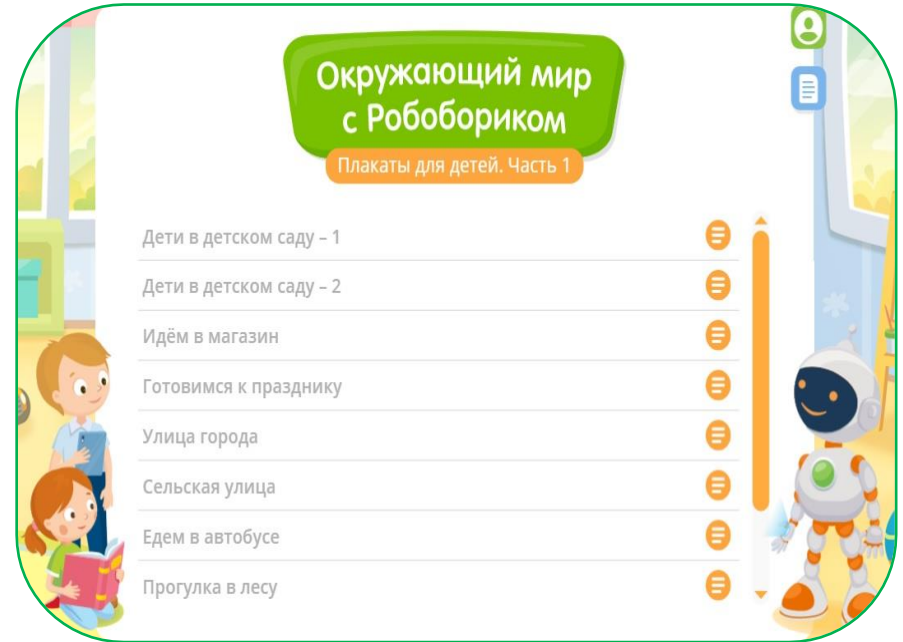 Окружающий мир
с Робобориком
Плакаты для детей. Часть 1
Дети в детском саду – 1
Дети в детском саду – 2
Идём в магазин
Готовимся к празднику
Улица города
Сельская улица
Едем в автобусе
Прогулка в лесу